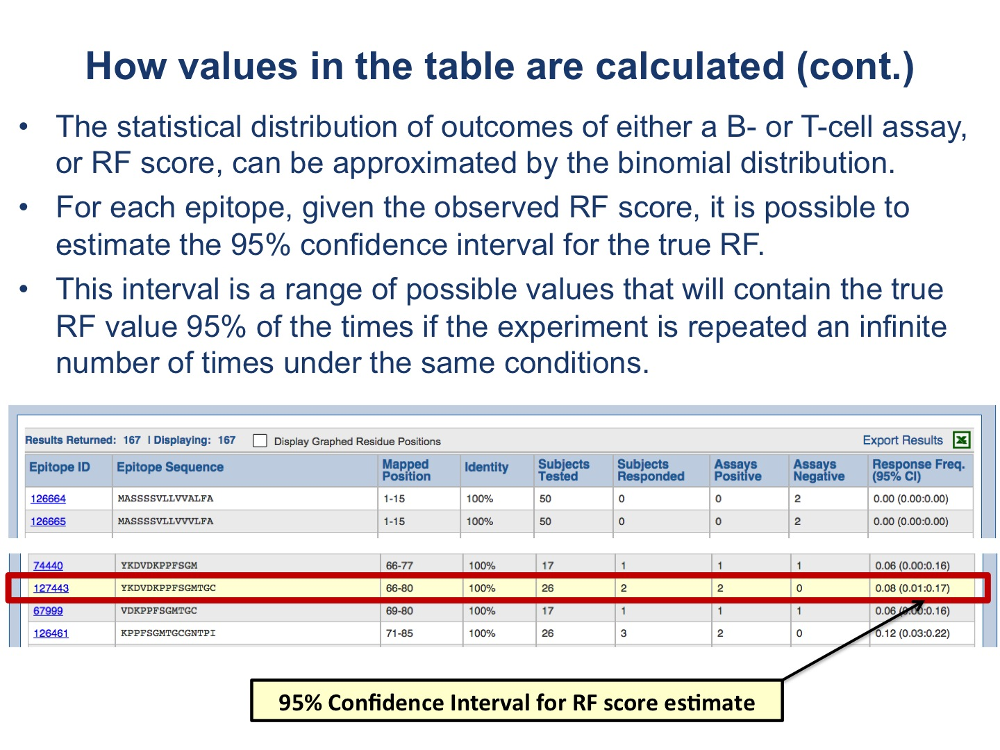 How values in the table are calculated (cont.)
• The statistical distribution of outcomes of either a B- or T-cell assay,
or RF score, can be approximated by the binomial distribution.
• For each epitope, given the observed RF score, it is possible to
estimate the 95% confidence interval for the true RF.
• This interval is a range of possible values that will contain the true
RF value 95% of the times if the experiment is repeated an infinite
number of times under the same conditions.
Results Returned: 167 | Displaying: 167 Display Graphed Residue Positions Export Results
Epitope ID Epitope Sequence Mapped Position Identity Subjects Tested Subjects Responded Assays Positive Assays Negative Response Freq. (95% CI)
126664 MASSSSVLLVVALFA 1-15 100% 50 0 0 2 0.00 (0.00:0.00)
126665 MASSSSVLLVVVLFA 1-15 100% 50 0 0 2 0.00 (0.00:0.00)
74440 YKDVDKPPFSGM 66-77 100% 17 1 1 1 0.06 (0.00:0.16)
127443 YKDVDKPPFSGMTGC 66-80 100% 26 2 2 0 0.08 (0.01:0.17)
67999 VDKPPFSGMTGC 69-80 100% 17 1 1 1 0.06 (0.00:0.16)
126461 KPPFSGMTGCGNTPI 71-85 100% 26 3 2 0 0.12 (0.03:0.22)
95% Confidence Interval for RF score estimate